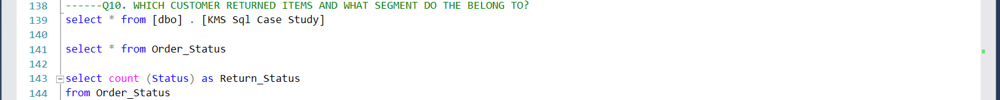 138 ------Q10. WHICH CUSTOMER RETURNED ITEMS AND WHAT SEGMENT DO THE BELONG TO?
139 select * from [dbo] . [KMS Sql Case Study]
140
141 select * from Order_Status
142
143 select count (Status) as Return_Status
144 from Order_Status